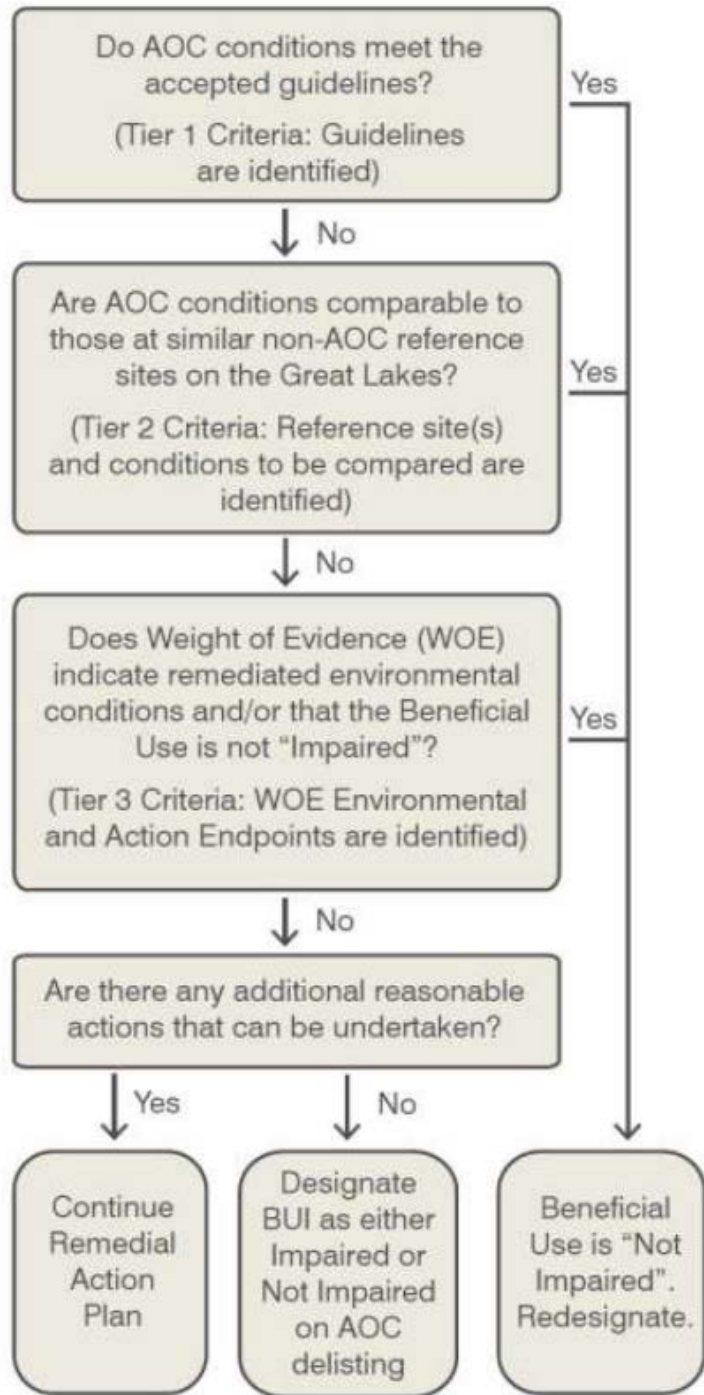 Do AOC conditions meet the
accepted guidelines?
(Tier 1 Criteria: Guidelines
are identified)
Yes
No
Are AOC conditions comparable to
those at similar non-AOC reference
sites on the Great Lakes?
(Tier 2 Criteria: Reference site(s)
and conditions to be compared are
identified)
Yes
No
Does Weight of Evidence (WOE)
indicate remediated environmental
conditions and/or that the Beneficial
Use is not “Impaired”?
(Tier 3 Criteria: WOE Environmental
and Action Endpoints are identified)
Yes
No
Are there any additional reasonable
actions that can be undertaken?
Yes
No
Continue
Remedial
Action
Plan
Designate
BUI as either
Impaired or
Not Impaired
on AOC
delisting
Beneficial
Use is “Not
Impaired”.
Redesignate.